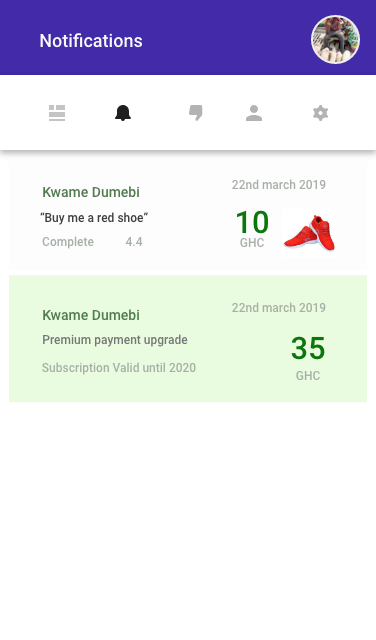 Notifications
Kwame Dumebi
22nd march 2019
“Buy me a red shoe”
10
GHC
Complete 4.4
Kwame Dumebi
22nd march 2019
Premium payment upgrade
35
Subscription Valid until 2020
GHC